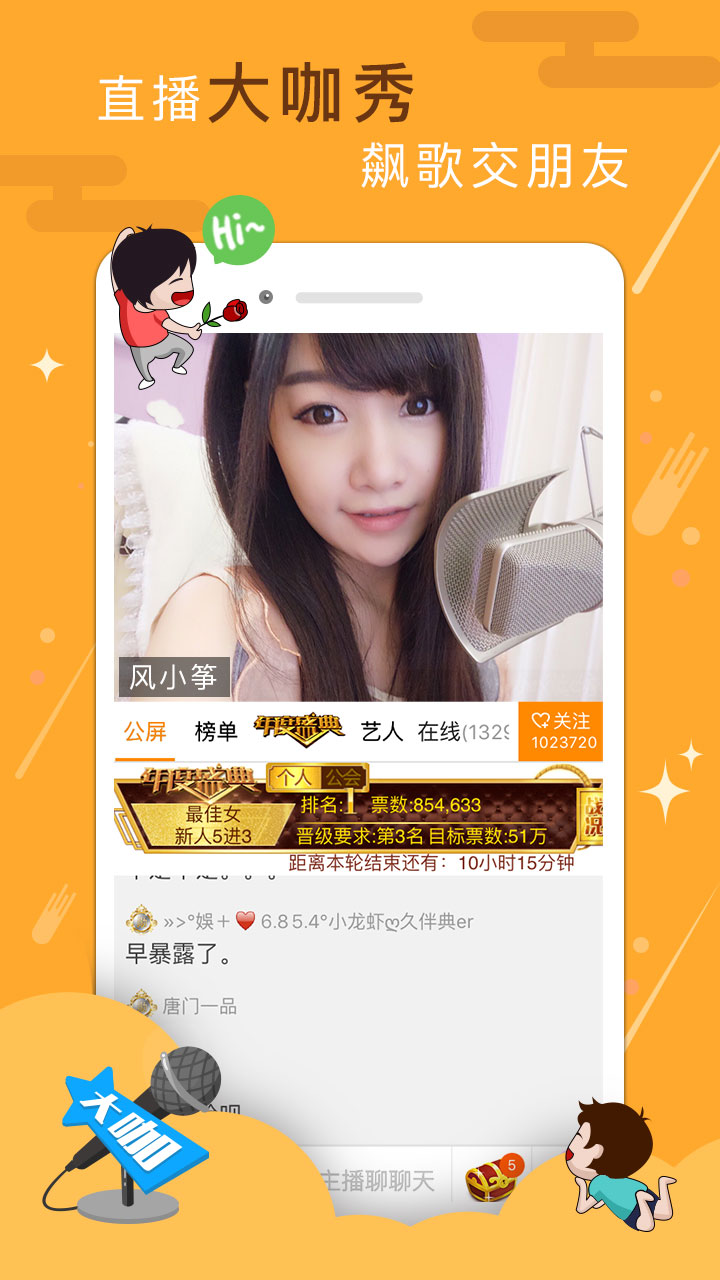 直播大咖秀
飙歌交朋友
Hi~
风小筝
公屏 榜单 年度盛典 艺人 在线(1329
关注
1023720
年度盛典 个人 公会
最佳女
新人5进3
排名:1 票数:854,633
晋级要求:第3名 目标票数:51万
战况
距离本轮结束还有：10小时15分钟
»>°娱＋❤️ 6.8 5.4°小龙虾ღ久伴典er
早暴露了。
唐门一品
大咖
主播聊聊天
5